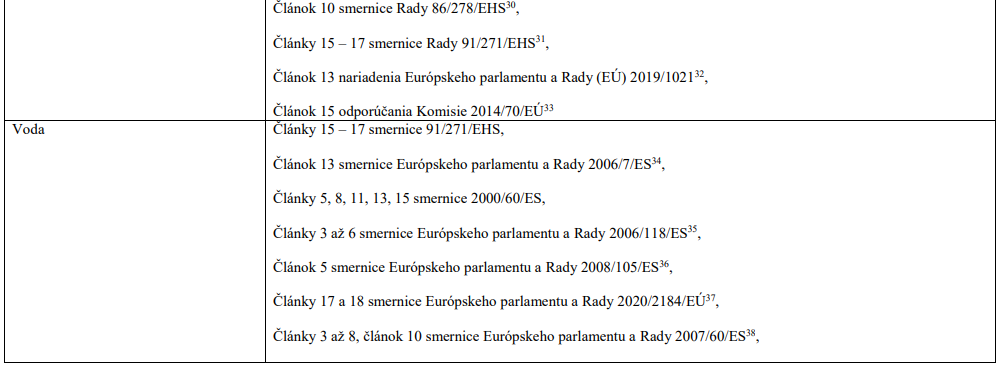 Článok 10 smernice Rady 86/278/EHS³⁰,
Články 15 – 17 smernice Rady 91/271/EHS³¹,
Článok 13 nariadenia Európskeho parlamentu a Rady (EÚ) 2019/1021³²,
Článok 15 odporúčania Komisie 2014/70/EÚ³³
Voda
Články 15 – 17 smernice 91/271/EHS,
Článok 13 smernice Európskeho parlamentu a Rady 2006/7/ES³⁴,
Články 5, 8, 11, 13, 15 smernice 2000/60/ES,
Články 3 až 6 smernice Európskeho parlamentu a Rady 2006/118/ES³⁵,
Článok 5 smernice Európskeho parlamentu a Rady 2008/105/ES³⁶,
Články 17 a 18 smernice Európskeho parlamentu a Rady 2020/2184/EÚ³⁷,
Články 3 až 8, článok 10 smernice Európskeho parlamentu a Rady 2007/60/ES³⁸,